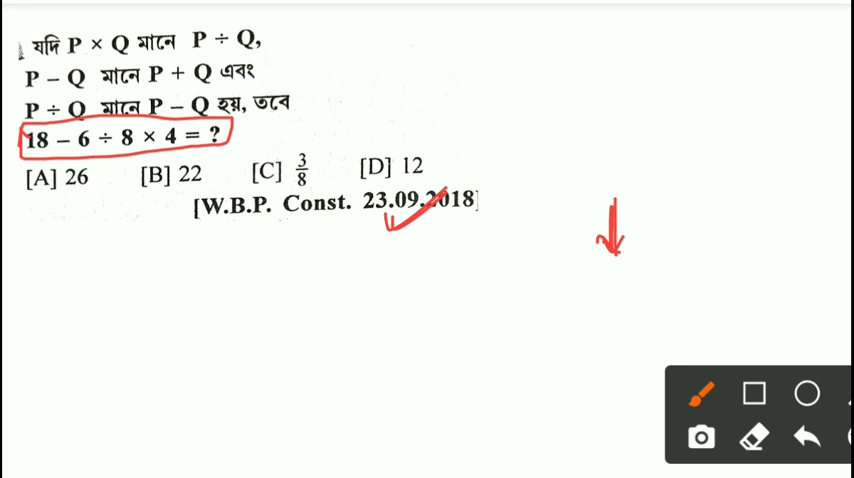 যদি P × Q মানে P ÷ Q,
P – Q মানে P + Q এবং
P ÷ Q মানে P – Q হয়, তবে
18 – 6 ÷ 8 × 4 = ?
[A] 26 [B] 22 [C] 3/8 [D] 12
[W.B.P. Const. 23.09.2018]